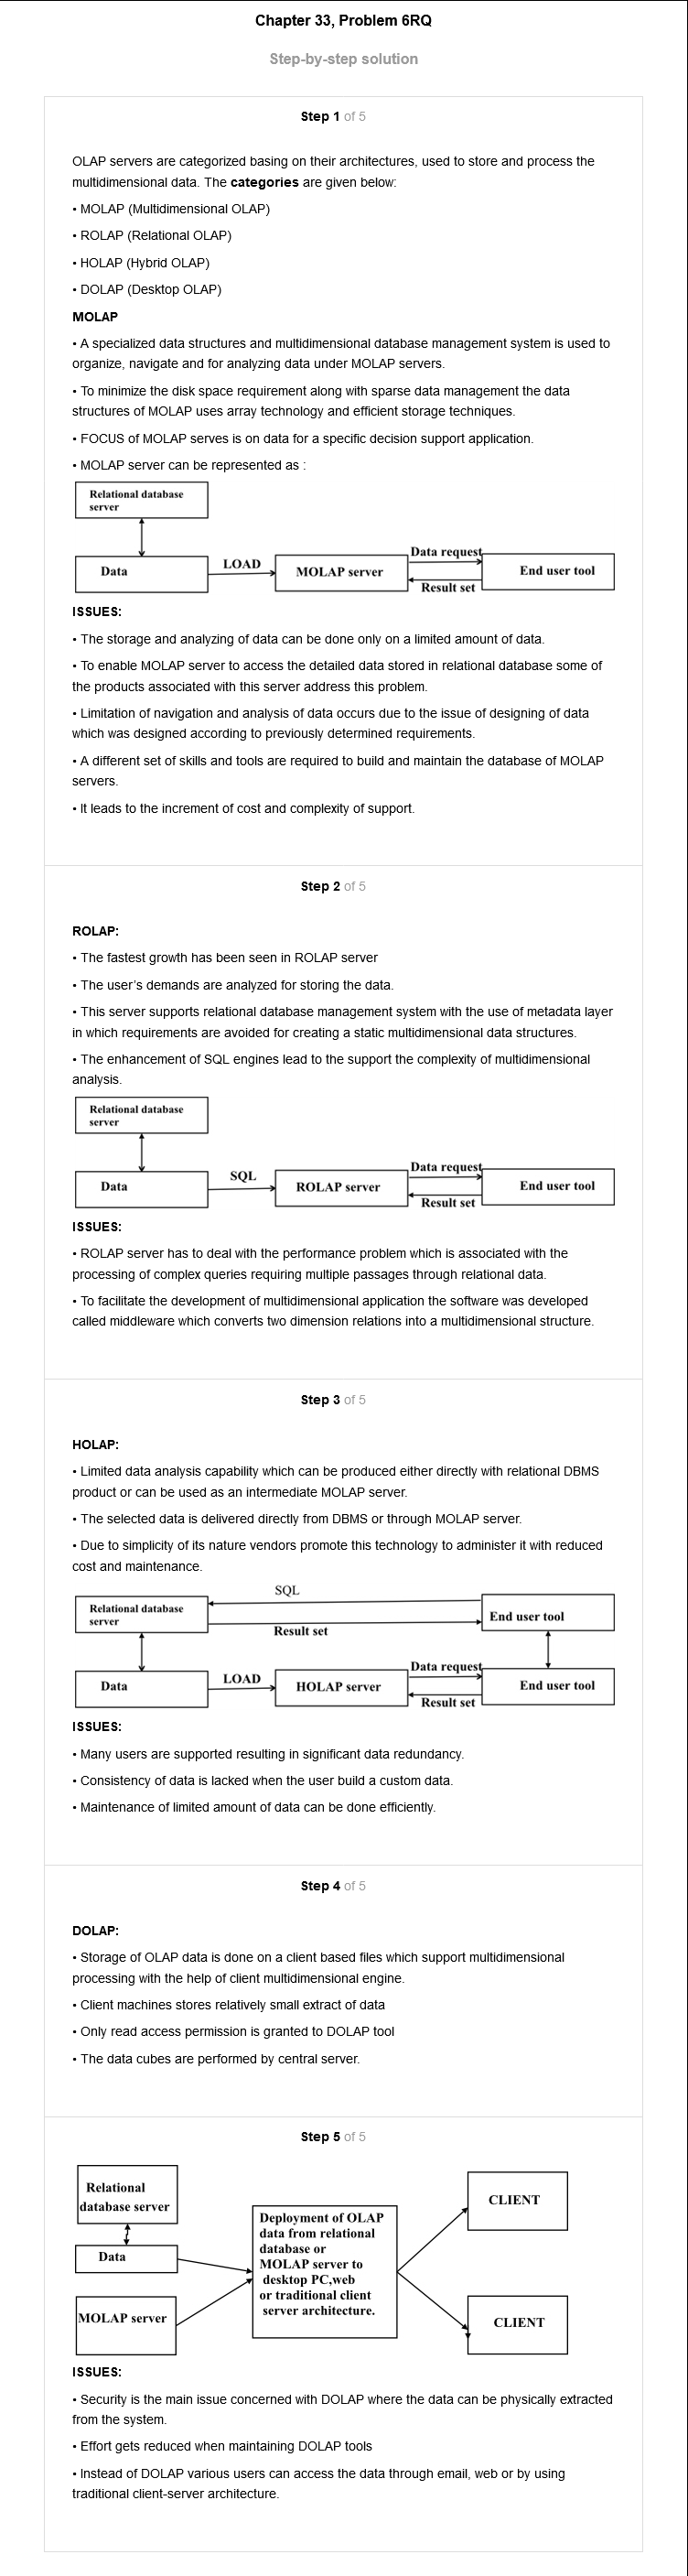 Chapter 33, Problem 6RQ
Step-by-step solution
Step 1 of 5
OLAP servers are categorized basing on their architectures, used to store and process the
multidimensional data. The categories are given below:
• MOLAP (Multidimensional OLAP)
• ROLAP (Relational OLAP)
• HOLAP (Hybrid OLAP)
• DOLAP (Desktop OLAP)
MOLAP
• A specialized data structures and multidimensional database management system is used to
organize, navigate and for analyzing data under MOLAP servers.
• To minimize the disk space requirement along with sparse data management the data
structures of MOLAP uses array technology and efficient storage techniques.
• FOCUS of MOLAP serves is on data for a specific decision support application.
• MOLAP server can be represented as :
Relational database
server
Data
LOAD
MOLAP server
Data request
Result set
End user tool
ISSUES:
• The storage and analyzing of data can be done only on a limited amount of data.
• To enable MOLAP server to access the detailed data stored in relational database some of
the products associated with this server address this problem.
• Limitation of navigation and analysis of data occurs due to the issue of designing of data
which was designed according to previously determined requirements.
• A different set of skills and tools are required to build and maintain the database of MOLAP
servers.
• It leads to the increment of cost and complexity of support.
Step 2 of 5
ROLAP:
• The fastest growth has been seen in ROLAP server
• The user's demands are analyzed for storing the data.
• This server supports relational database management system with the use of metadata layer
in which requirements are avoided for creating a static multidimensional data structures.
• The enhancement of SQL engines lead to the support the complexity of multidimensional
analysis.
Relational database
server
Data
SQL
ROLAP server
Data request
Result set
End user tool
ISSUES:
• ROLAP server has to deal with the performance problem which is associated with the
processing of complex queries requiring multiple passages through relational data.
• To facilitate the development of multidimensional application the software was developed
called middleware which converts two dimension relations into a multidimensional structure.
Step 3 of 5
HOLAP:
• Limited data analysis capability which can be produced either directly with relational DBMS
product or can be used as an intermediate MOLAP server.
• The selected data is delivered directly from DBMS or through MOLAP server.
• Due to simplicity of its nature vendors promote this technology to administer it with reduced
cost and maintenance.
SQL
Relational database
server
Result set
End user tool
Data
LOAD
HOLAP server
Data request
Result set
End user tool
ISSUES:
• Many users are supported resulting in significant data redundancy.
• Consistency of data is lacked when the user build a custom data.
• Maintenance of limited amount of data can be done efficiently.
Step 4 of 5
DOLAP:
• Storage of OLAP data is done on a client based files which support multidimensional
processing with the help of client multidimensional engine.
• Client machines stores relatively small extract of data
• Only read access permission is granted to DOLAP tool
• The data cubes are performed by central server.
Step 5 of 5
Relational
database server
Data
MOLAP server
Deployment of OLAP
data from relational
database or
MOLAP server to
desktop PC,web
or traditional client
server architecture.
CLIENT
CLIENT
ISSUES:
• Security is the main issue concerned with DOLAP where the data can be physically extracted
from the system.
• Effort gets reduced when maintaining DOLAP tools
• Instead of DOLAP various users can access the data through email, web or by using
traditional client-server architecture.